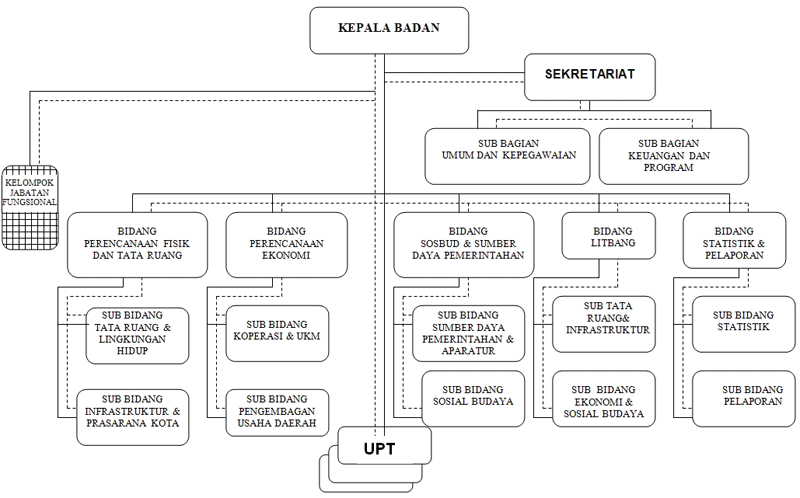 KEPALA BADAN
SEKRETARIAT
SUB BAGIAN
UMUM DAN KEPEGAWAIAN
SUB BAGIAN
KEUANGAN DAN
PROGRAM
KELOMPOK
JABATAN
FUNGSIONAL
BIDANG
PERENCANAAN FISIK
DAN TATA RUANG
BIDANG
PERENCANAAN
EKONOMI
BIDANG
SOSBUD & SUMBER
DAYA PEMERINTAHAN
BIDANG
LITBANG
BIDANG
STATISTIK &
PELAPORAN
SUB BIDANG
TATA RUANG &
LINGKUNGAN
HIDUP
SUB BIDANG
KOPERASI & UKM
SUB BIDANG
SUMBER DAYA
PEMERINTAHAN &
APARATUR
SUB TATA
RUANG&
INFRASTRUKTUR
SUB BIDANG
STATISTIK
SUB BIDANG
INFRASTRUKTUR &
PRASARANA KOTA
SUB BIDANG
PENGEMBAGAN
USAHA DAERAH
SUB BIDANG
SOSIAL BUDAYA
SUB BIDANG
EKONOMI &
SOSIAL BUDAYA
SUB BIDANG
PELAPORAN
UPT